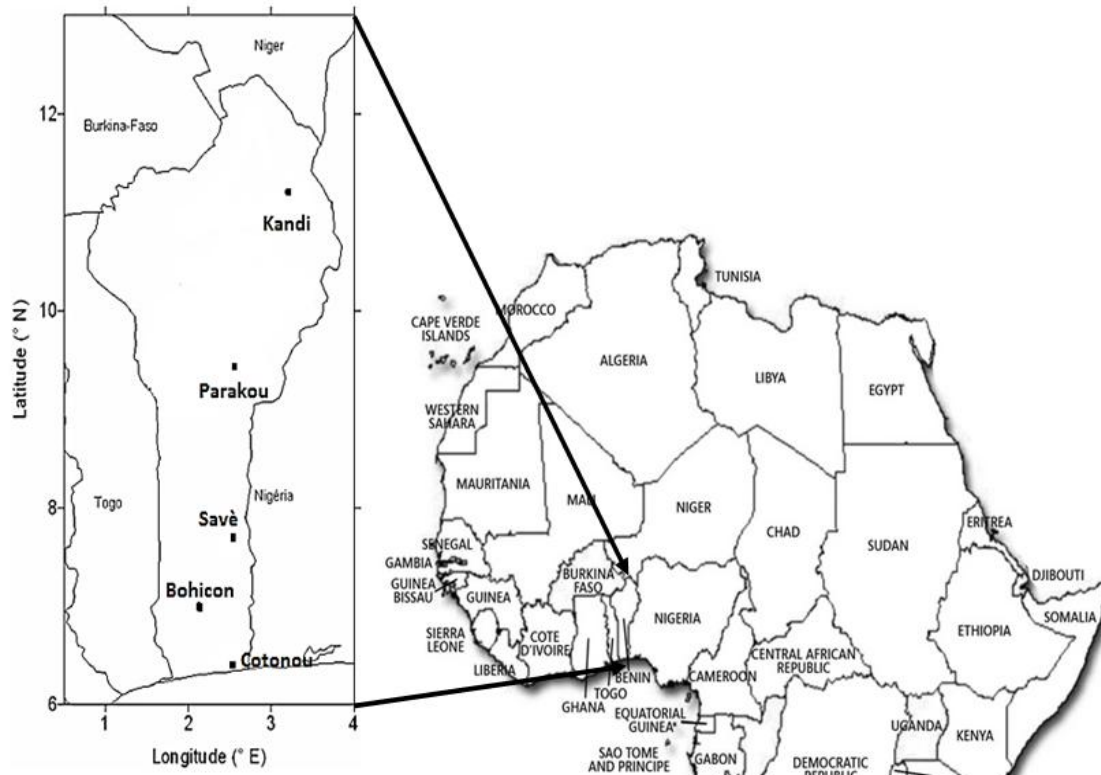 Niger
12
Burkina-Faso
Kandi
10
Parakou
Latitude (° N)
Togo
Nigéria
8
Savè
Bohicon
Cotonou
6
1
2
3
4
Longitude (° E)
TUNISIA
MOROCCO
CAPE VERDE
ISLANDS
ALGERIA
LIBYA
EGYPT
WESTERN
SAHARA
MAURITANIA
MALI
NIGER
CHAD
SUDAN
ERITREA
SENEGAL
GAMBIA
GUINEA
BISSAU
GUINEA
BURKINA
FASO
NIGERIA
DJIBOUTI
SOMALIA
ETHIOPIA
SIERRA
LEONE
COTE
D'IVOIRE
LIBERIA
GHANA
TOGO
BENIN
CENTRAL AFRICAN
REPUBLIC
CAMEROON
EQUATORIAL
GUINEA
UGANDA
KENYA
SAO TOME
AND PRINCIPE
GABON
DEMOCRATIC
REPUBLIC